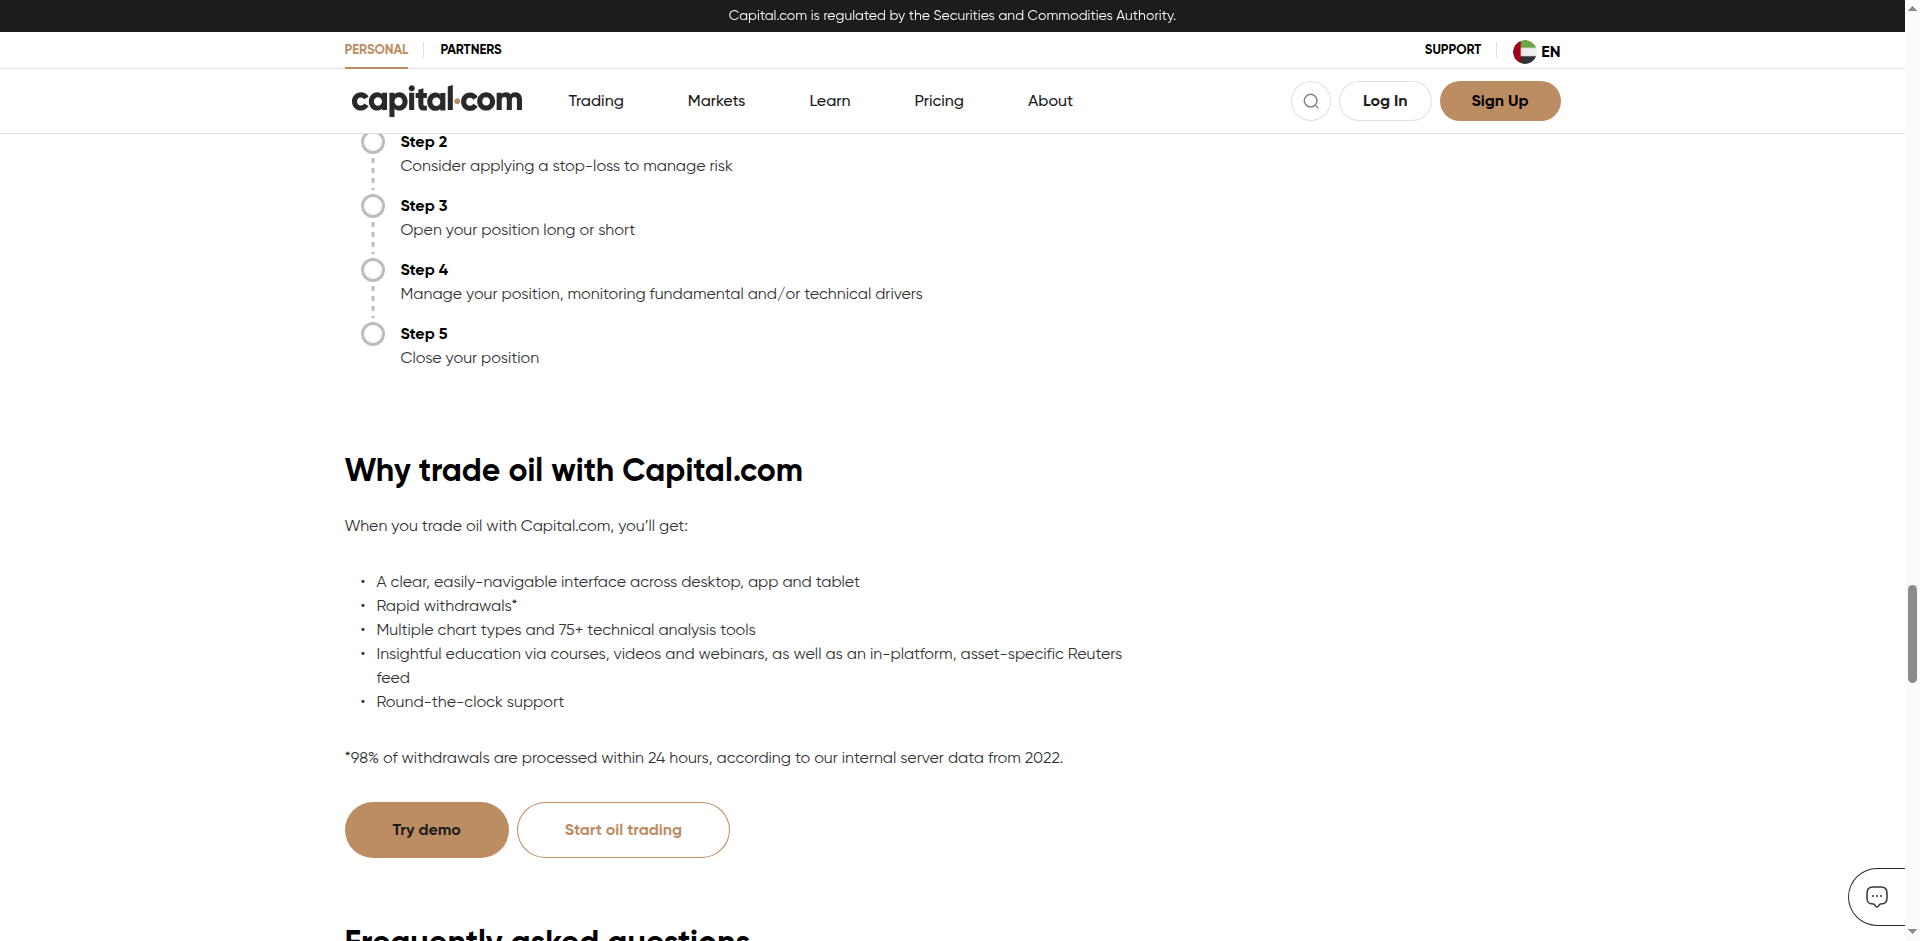 Capital.com is regulated by the Securities and Commodities Authority.
PERSONAL
PARTNERS
SUPPORT
EN
capital.com
Trading
Markets
Learn
Pricing
About
Log In
Sign Up
Step 2
Consider applying a stop-loss to manage risk
Step 3
Open your position long or short
Step 4
Manage your position, monitoring fundamental and/or technical drivers
Step 5
Close your position
Why trade oil with Capital.com
When you trade oil with Capital.com, you’ll get:
• A clear, easily-navigable interface across desktop, app and tablet
• Rapid withdrawals*
• Multiple chart types and 75+ technical analysis tools
• Insightful education via courses, videos and webinars, as well as an in-platform, asset-specific Reuters
feed
• Round-the-clock support
*98% of withdrawals are processed within 24 hours, according to our internal server data from 2022.
Try demo
Start oil trading
Frequently asked questions